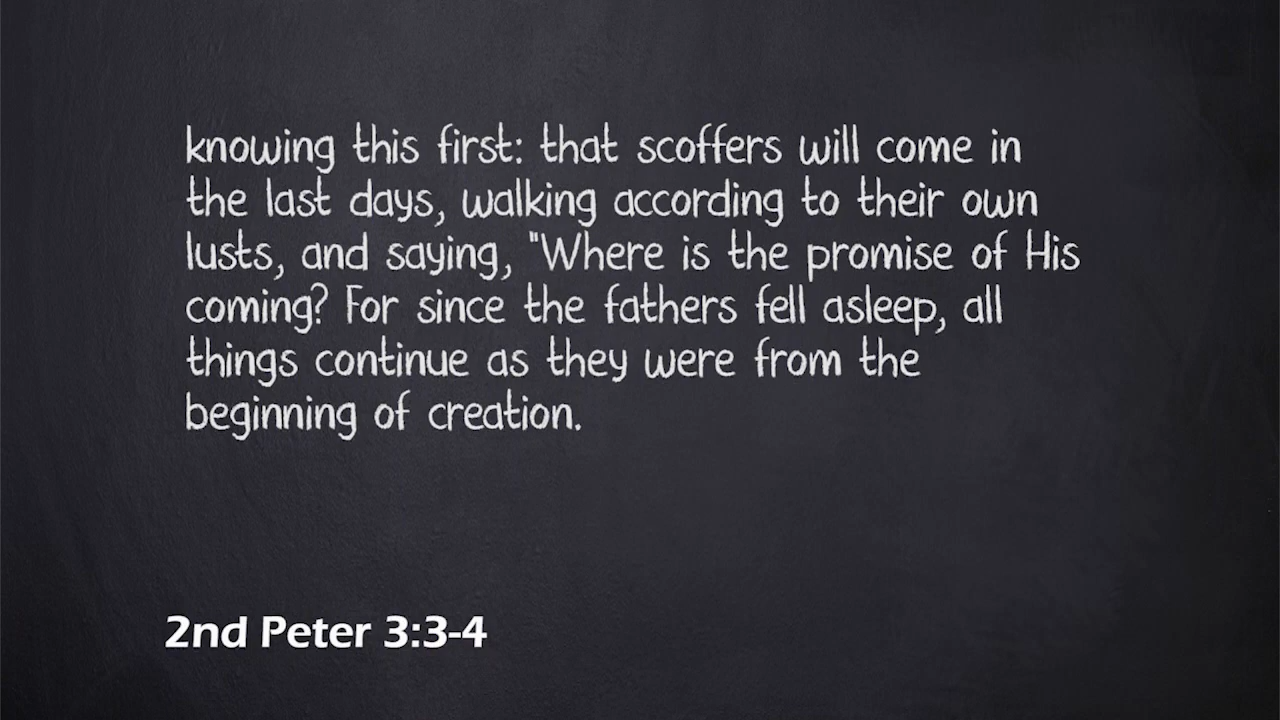 knowing this first: that scoffers will come in
the last days, walking according to their own
lusts, and saying, "Where is the promise of His
coming? For since the fathers fell asleep, all
things continue as they were from the
beginning of creation.
2nd Peter 3:3-4